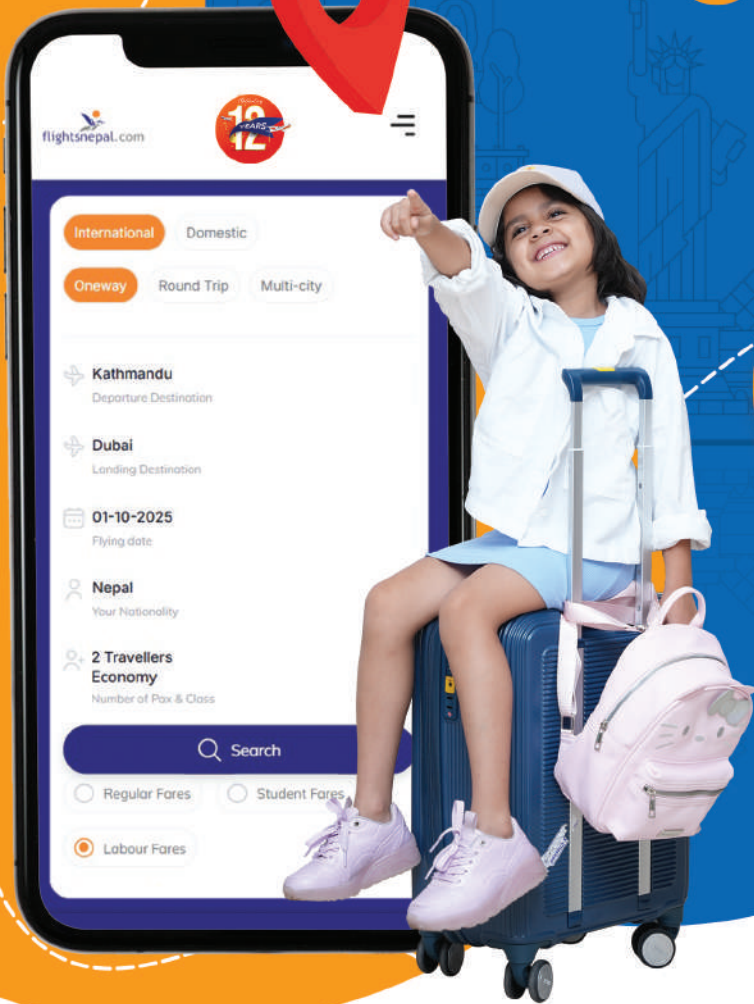 flightsnepal.com
12
YEARS
International
Domestic
Oneway
Round Trip
Multi-city
Kathmandu
Departure Destination
Dubai
Landing Destination
01-10-2025
Flying date
Nepal
Your Nationality
2 Travellers
Economy
Number of Pax & Class
Search
Regular Fares
Student Fares
Labour Fares